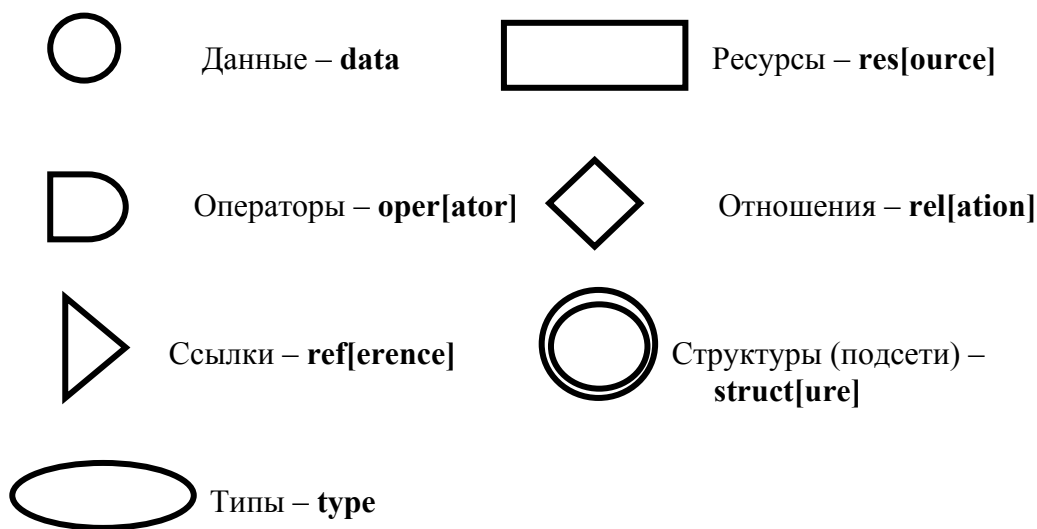 Данные – data
Ресурсы – res[ource]
Операторы – oper[ator]
Отношения – rel[ation]
Ссылки – ref[erence]
Структуры (подсети) –
struct[ure]
Типы – type